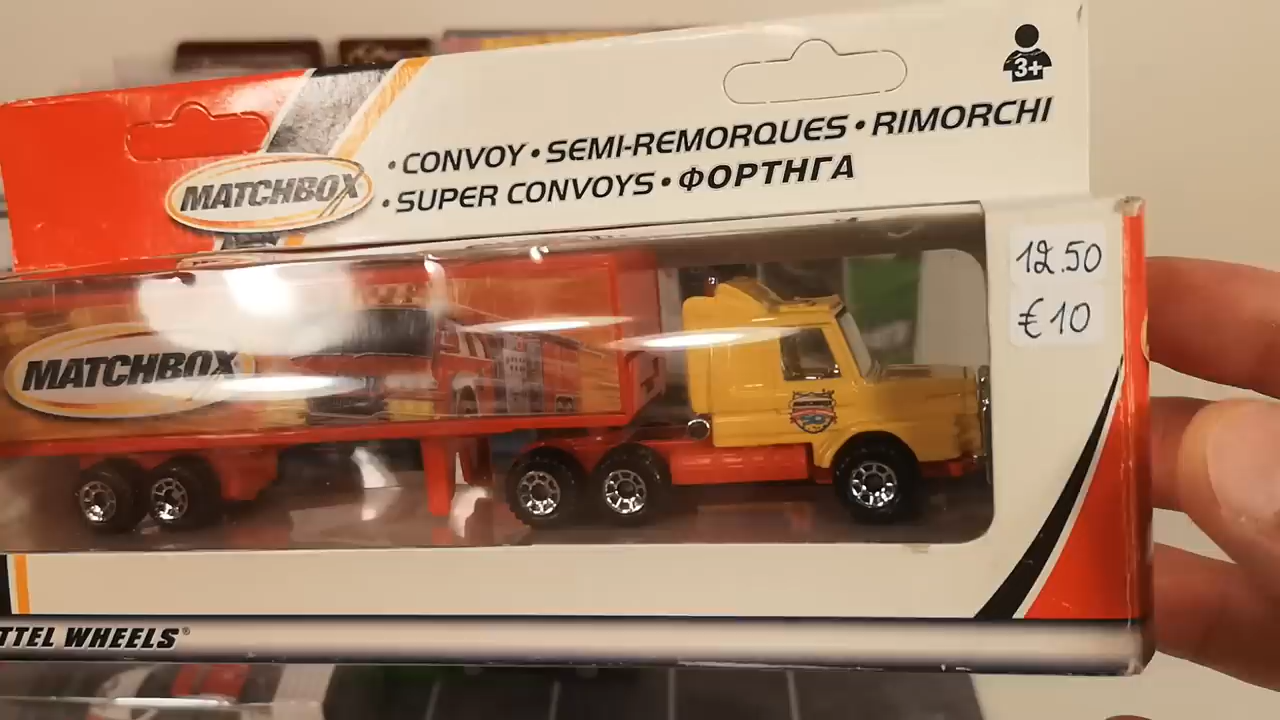 3+
• CONVOY • SEMI-REMORQUES • RIMORCHI
MATCHBOX
• SUPER CONVOYS • ΦΟΡΤΗΓΑ
12.50
€10
MATCHBOX
TTEL WHEELS®